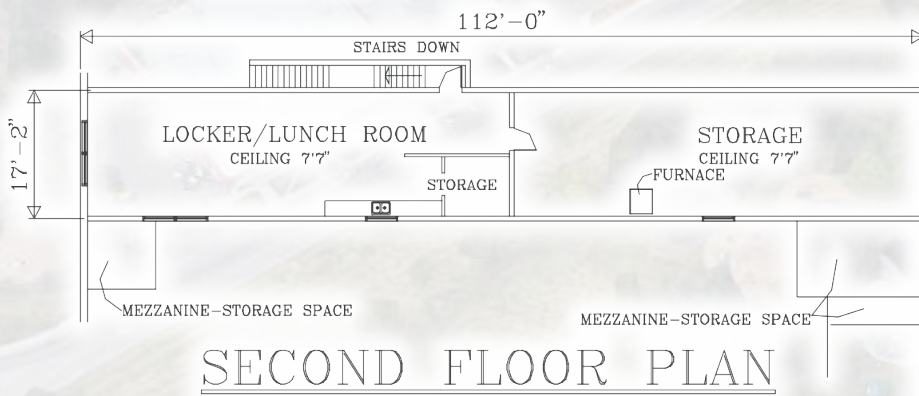 112'-0"
STAIRS DOWN
17'-2"
LOCKER/LUNCH ROOM
CEILING 7'7"
STORAGE
CEILING 7'7"
FURNACE
STORAGE
MEZZANINE-STORAGE SPACE
MEZZANINE-STORAGE SPACE
SECOND FLOOR PLAN